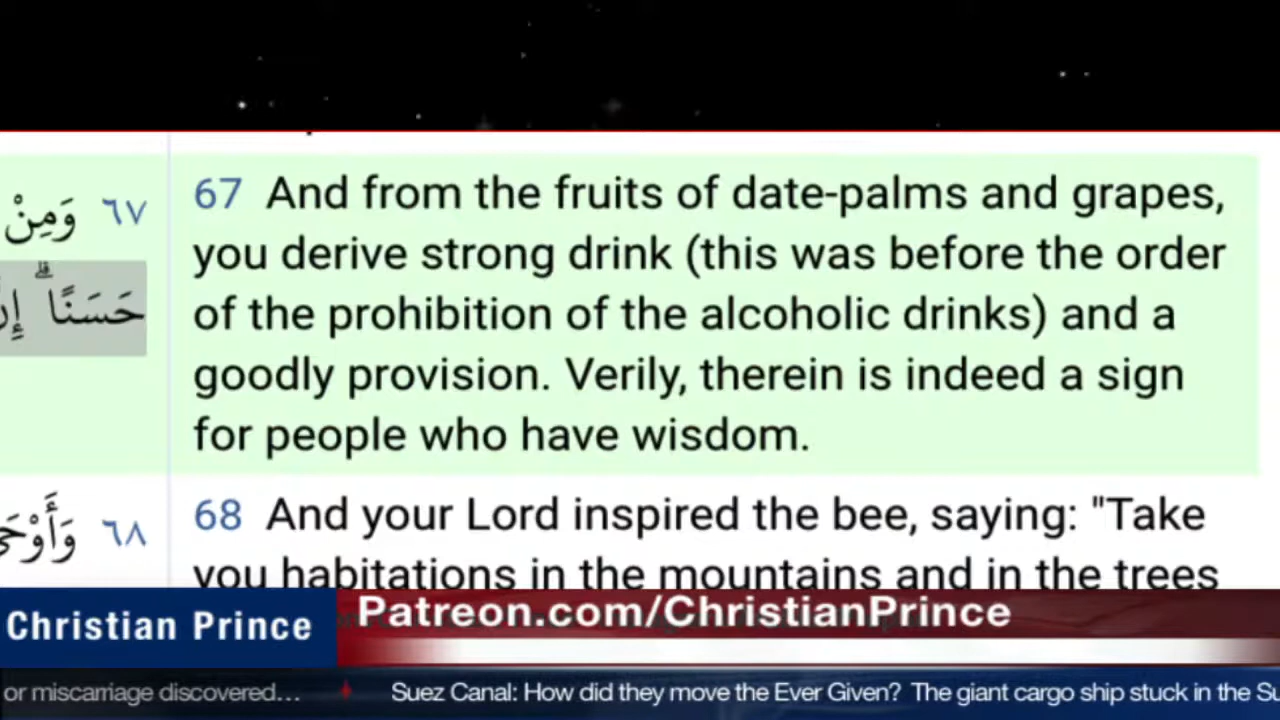 67 And from the fruits of date-palms and grapes,
you derive strong drink (this was before the order
of the prohibition of the alcoholic drinks) and a
goodly provision. Verily, therein is indeed a sign
for people who have wisdom.
٦٧ وَمِنْ
حَسَنًا ۗ
68 And your Lord inspired the bee, saying: "Take
you habitations in the mountains and in the trees
٦٨
Christian Prince
Patreon.com/ChristianPrince
or miscarriage discovered... Suez Canal: How did they move the Ever Given? The giant cargo ship stuck in the